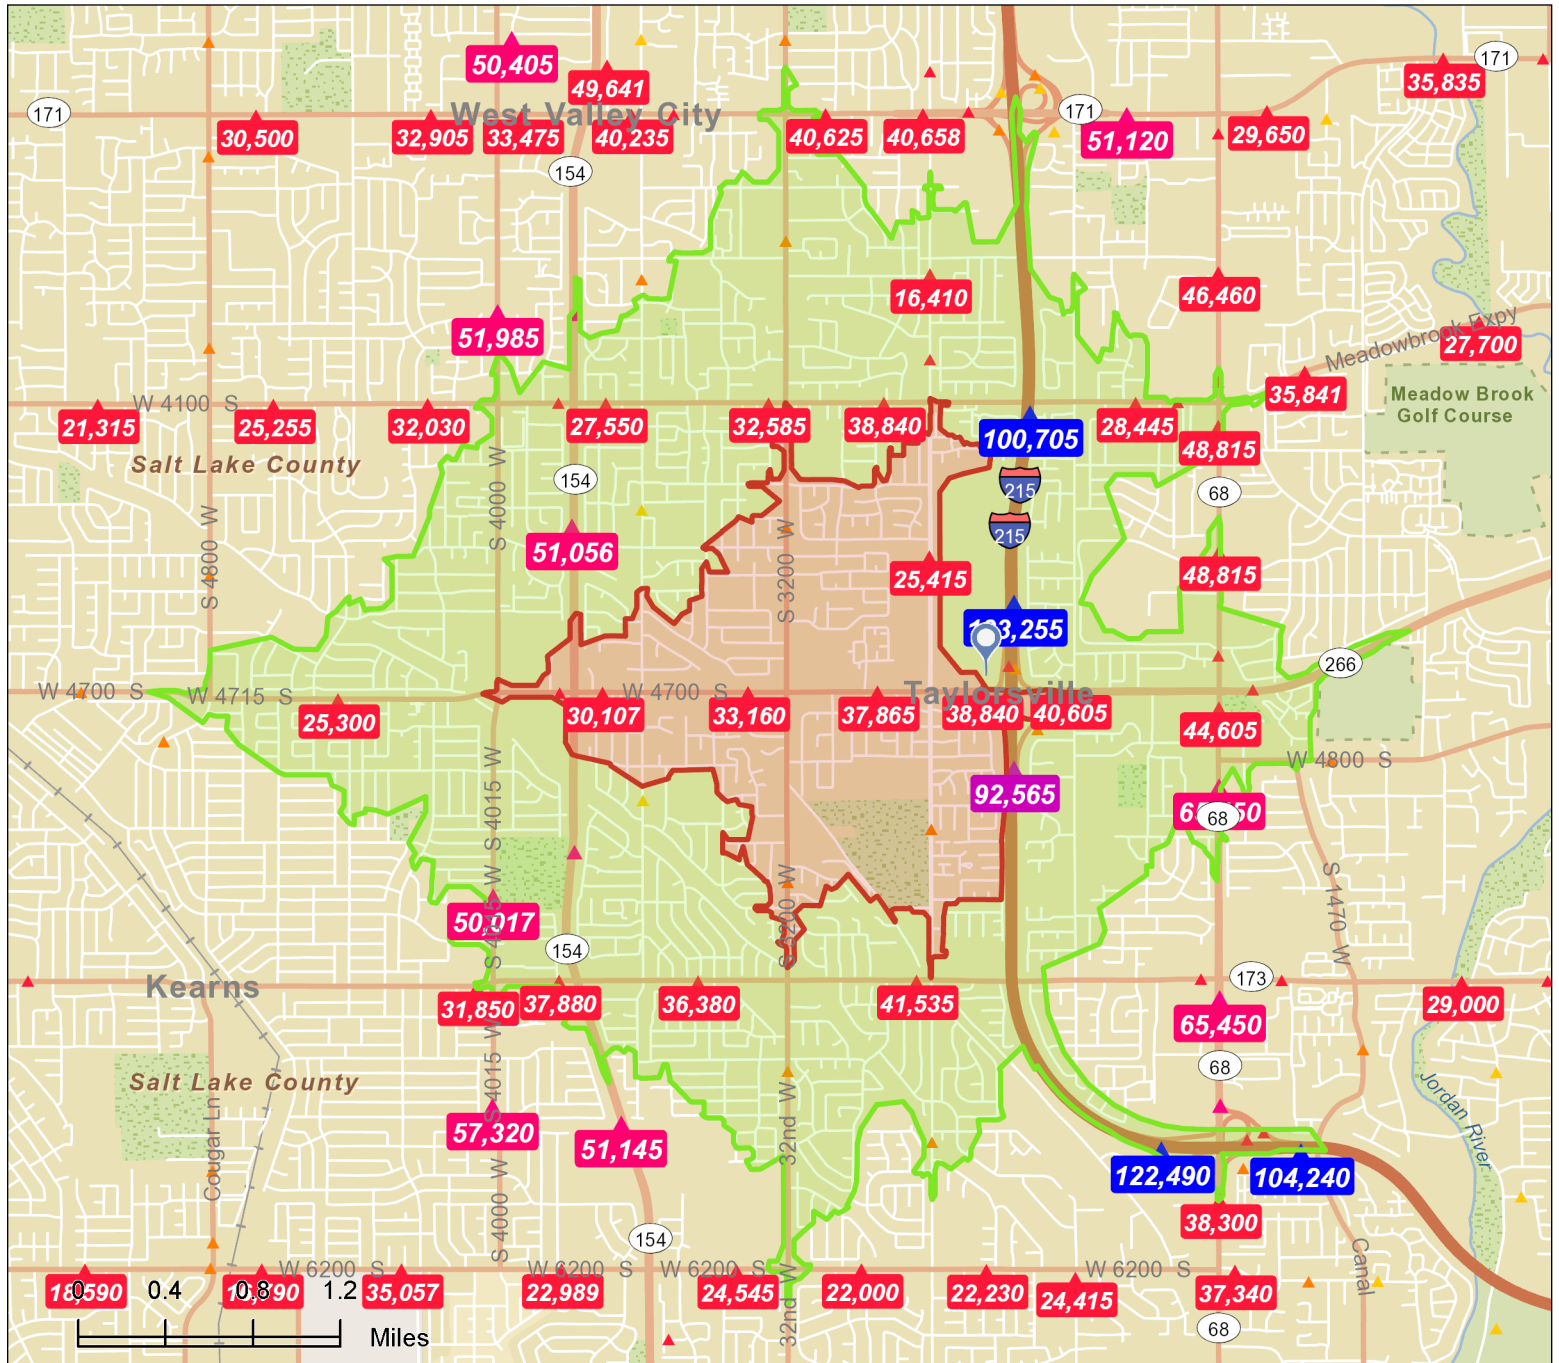 50,405
49,641
35,835
171
171
171
West Valley City
30,500
32,905
33,475
40,235
40,625
40,658
51,120
29,650
154
16,410
46,460
51,985
Meadowbrook Expy
27,700
35,841
Meadow Brook
Golf Course
W 4100 S
21,315
25,255
32,030
27,550
32,585
38,840
100,705
28,445
48,815
Salt Lake County
S 4000 W
154
215
68
S 4800 W
51,056
S 3200 W
215
25,415
48,815
266
W 4700 S
W 4715 S
W 4700 S
Taylorsville
25,300
30,107
33,160
37,865
38,840
40,605
44,605
S 4015 W
92,565
W 4800 S
68
S 1470 W
50,017
S 4015 W
S 3200 W
154
Kearns
173
31,850
37,880
36,380
41,535
65,450
29,000
S 4015 W
68
Salt Lake County
Cougar Ln
57,320
51,145
32nd W
Jordan River
122,490
104,240
S 4000 W
38,300
154
Canal
W 6200 S
W 6200 S
W 6200 S
W 6200 S
18,590
35,057
22,989
24,545
22,000
22,230
24,415
37,340
32nd W
68
0 0.4 0.8 1.2
Miles